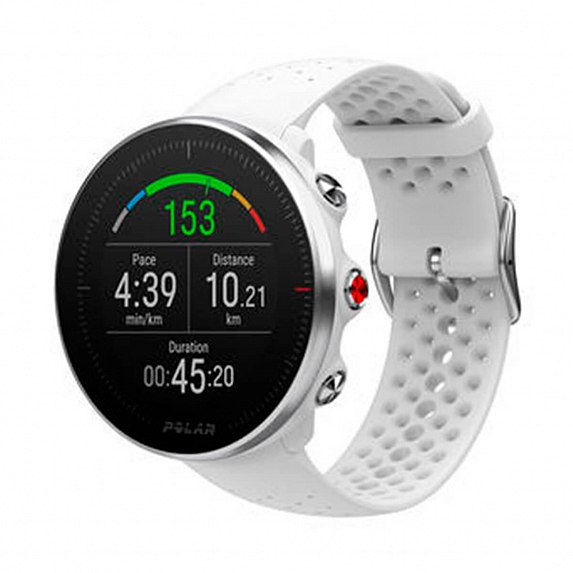 153
Pace Distance
4:39 10.21
min/km km
Duration
00:45:20
POLAR